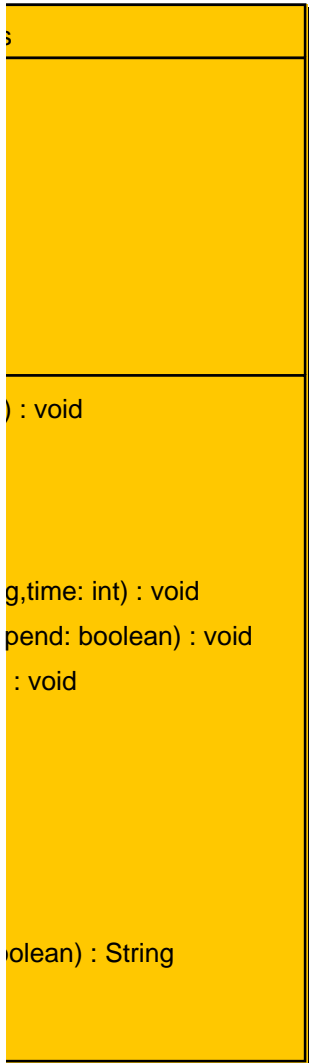 s
) : void
g,time: int) : void
pend: boolean) : void
: void
olean) : String